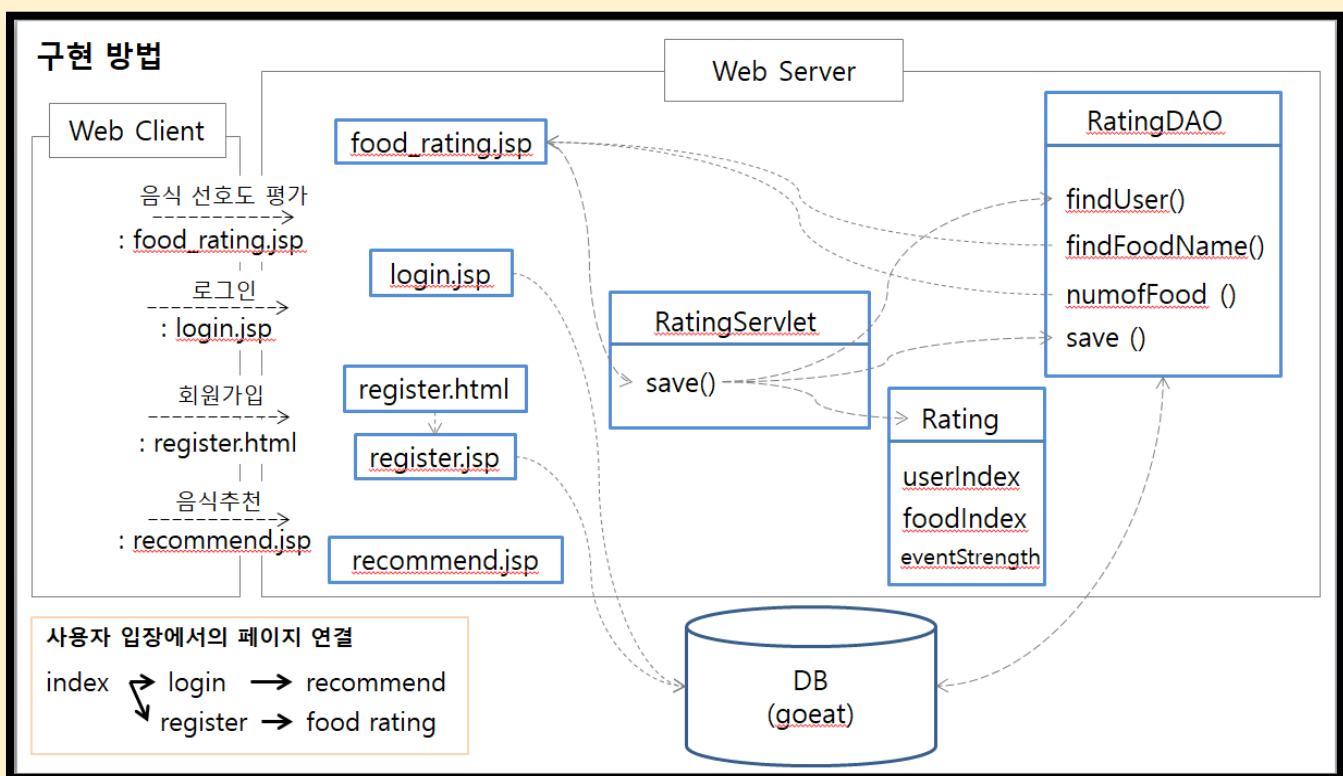 구현 방법
Web Client
음식 선호도 평가
: food_rating.jsp
로그인
: login.jsp
회원가입
: register.html
음식추천
: recommend.jsp
Web Server
food_rating.jsp
login.jsp
register.html
register.jsp
recommend.jsp
RatingServlet
save()
RatingDAO
findUser()
findFoodName()
numofFood ()
save ()
Rating
userIndex
foodIndex
eventStrength
DB
(goeat)
사용자 입장에서의 페이지 연결
index → login → recommend
register → food rating